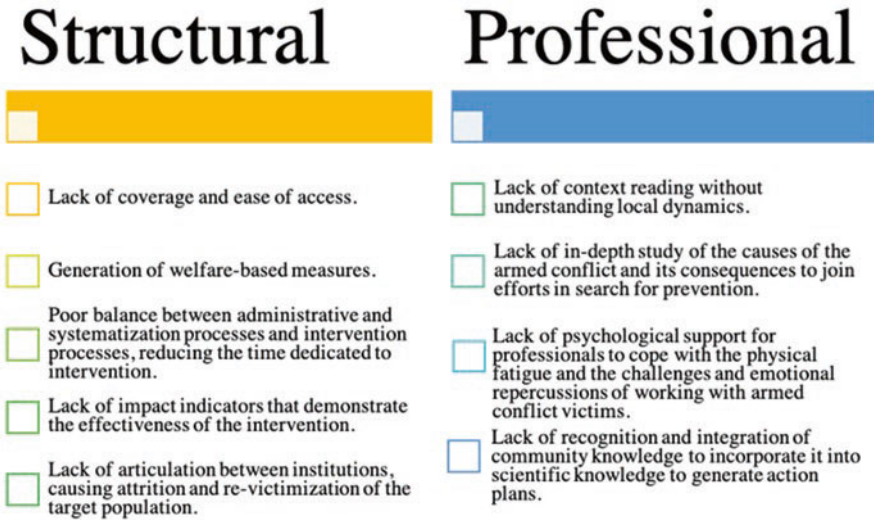 Structural
Lack of coverage and ease of access.
Generation of welfare-based measures.
Poor balance between administrative and
systematization processes and intervention
processes, reducing the time dedicated to
intervention.
Lack of impact indicators that demonstrate
the effectiveness of the intervention.
Lack of articulation between institutions,
causing attrition and re-victimization of the
target population.
Professional
Lack of context reading without
understanding local dynamics.
Lack of in-depth study of the causes of the
armed conflict and its consequences to join
efforts in search for prevention.
Lack of psychological support for
professionals to cope with the physical
fatigue and the challenges and emotional
repercussions of working with armed
conflict victims.
Lack of recognition and integration of
community knowledge to incorporate it into
scientific knowledge to generate action
plans.